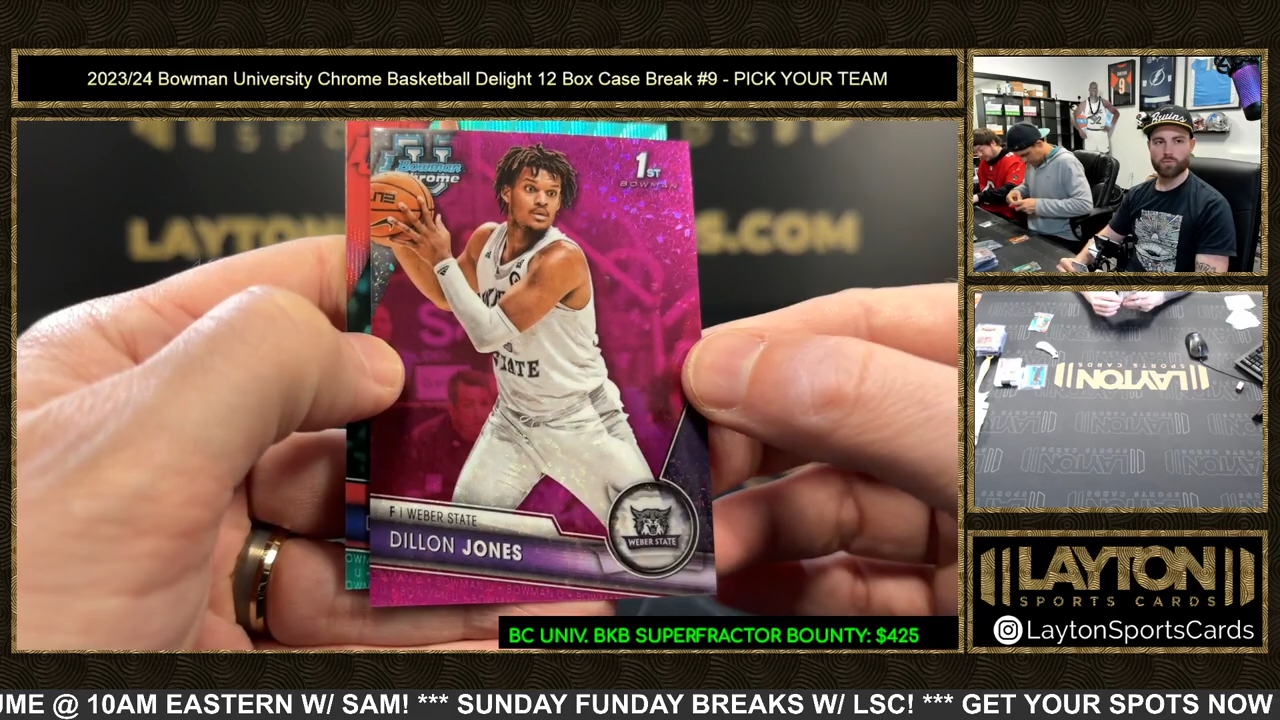 2023/24 Bowman University Chrome Basketball Delight 12 Box Case Break #9 - PICK YOUR TEAM
U
Bowman
Chrome
1ST
BOWMAN
STATE
F | WEBER STATE
DILLON JONES
WEBER STATE
BC UNIV. BKB SUPERFRACTOR BOUNTY: $425
Bruins
LAYTON
SPORTS CARDS
LAYTON
SPORTS CARDS
LaytonSportsCards
UME @ 10AM EASTERN W/ SAM! *** SUNDAY FUNDAY BREAKS W/ LSC! *** GET YOUR SPOTS NOW